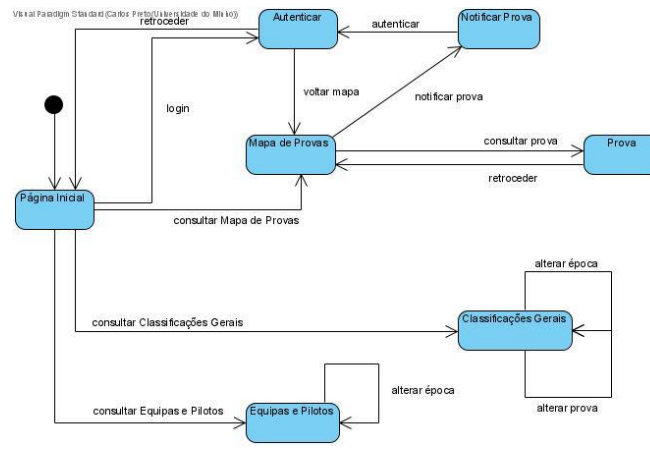 Visual Paradigm Standard(Carlos Preto(Universidade do Minho))
retroceder
Autenticar
autenticar
Notificar Prova
voltar mapa
notificar prova
login
Mapa de Provas
consultar prova
Prova
retroceder
Página Inicial
consultar Mapa de Provas
alterar época
consultar Classificações Gerais
Classificações Gerais
alterar época
alterar prova
consultar Equipas e Pilotos
Equipas e Pilotos